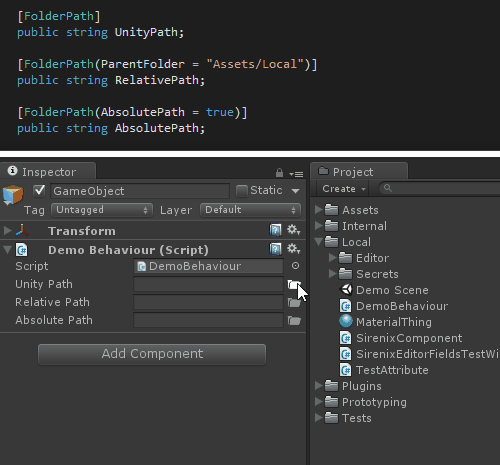 [FolderPath]
public string UnityPath;
[FolderPath(ParentFolder = "Assets/Local")]
public string RelativePath;
[FolderPath(AbsolutePath = true)]
public string AbsolutePath;
Inspector
GameObject
Static
Tag Untagged Layer Default
Transform
Demo Behaviour (Script)
Script DemoBehaviour
Unity Path
Relative Path
Absolute Path
Add Component
Project
Create
Assets
Internal
Local
Editor
Secrets
Demo Scene
DemoBehaviour
MaterialThing
SirenixComponent
SirenixEditorFieldsTestWi
TestAttribute
Plugins
Prototyping
Tests